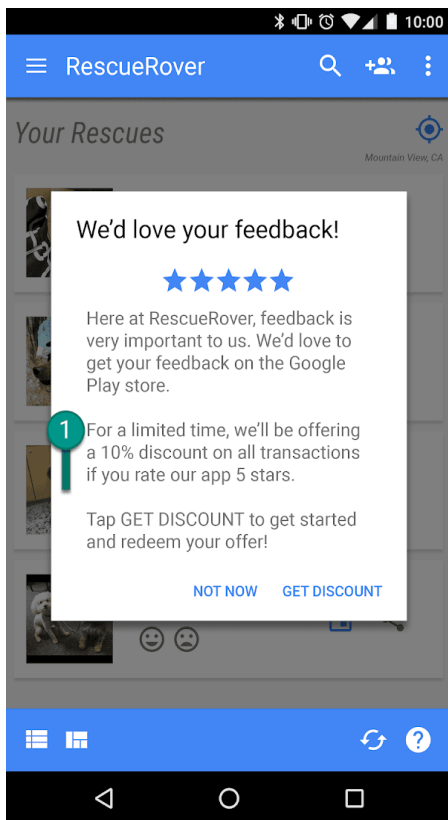 10:00
RescueRover
Your Rescues
Mountain View, CA
We’d love your feedback!
Here at RescueRover, feedback is
very important to us. We’d love to
get your feedback on the Google
Play store.
1
For a limited time, we’ll be offering
a 10% discount on all transactions
if you rate our app 5 stars.
Tap GET DISCOUNT to get started
and redeem your offer!
NOT NOW GET DISCOUNT